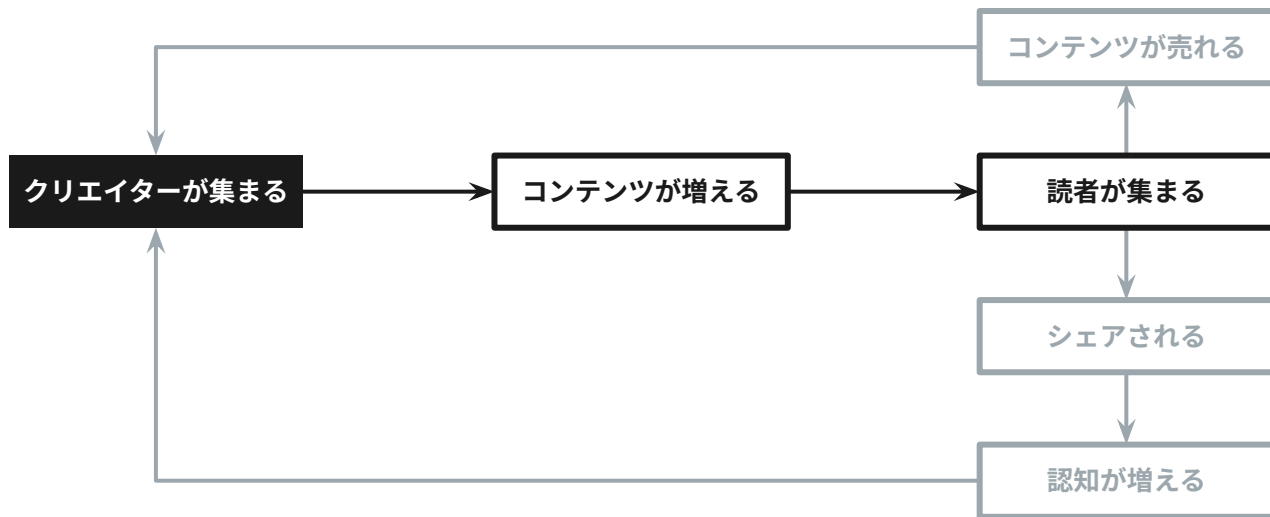 コンテンツが売れる
クリエイターが集まる
コンテンツが増える
読者が集まる
シェアされる
認知が増える